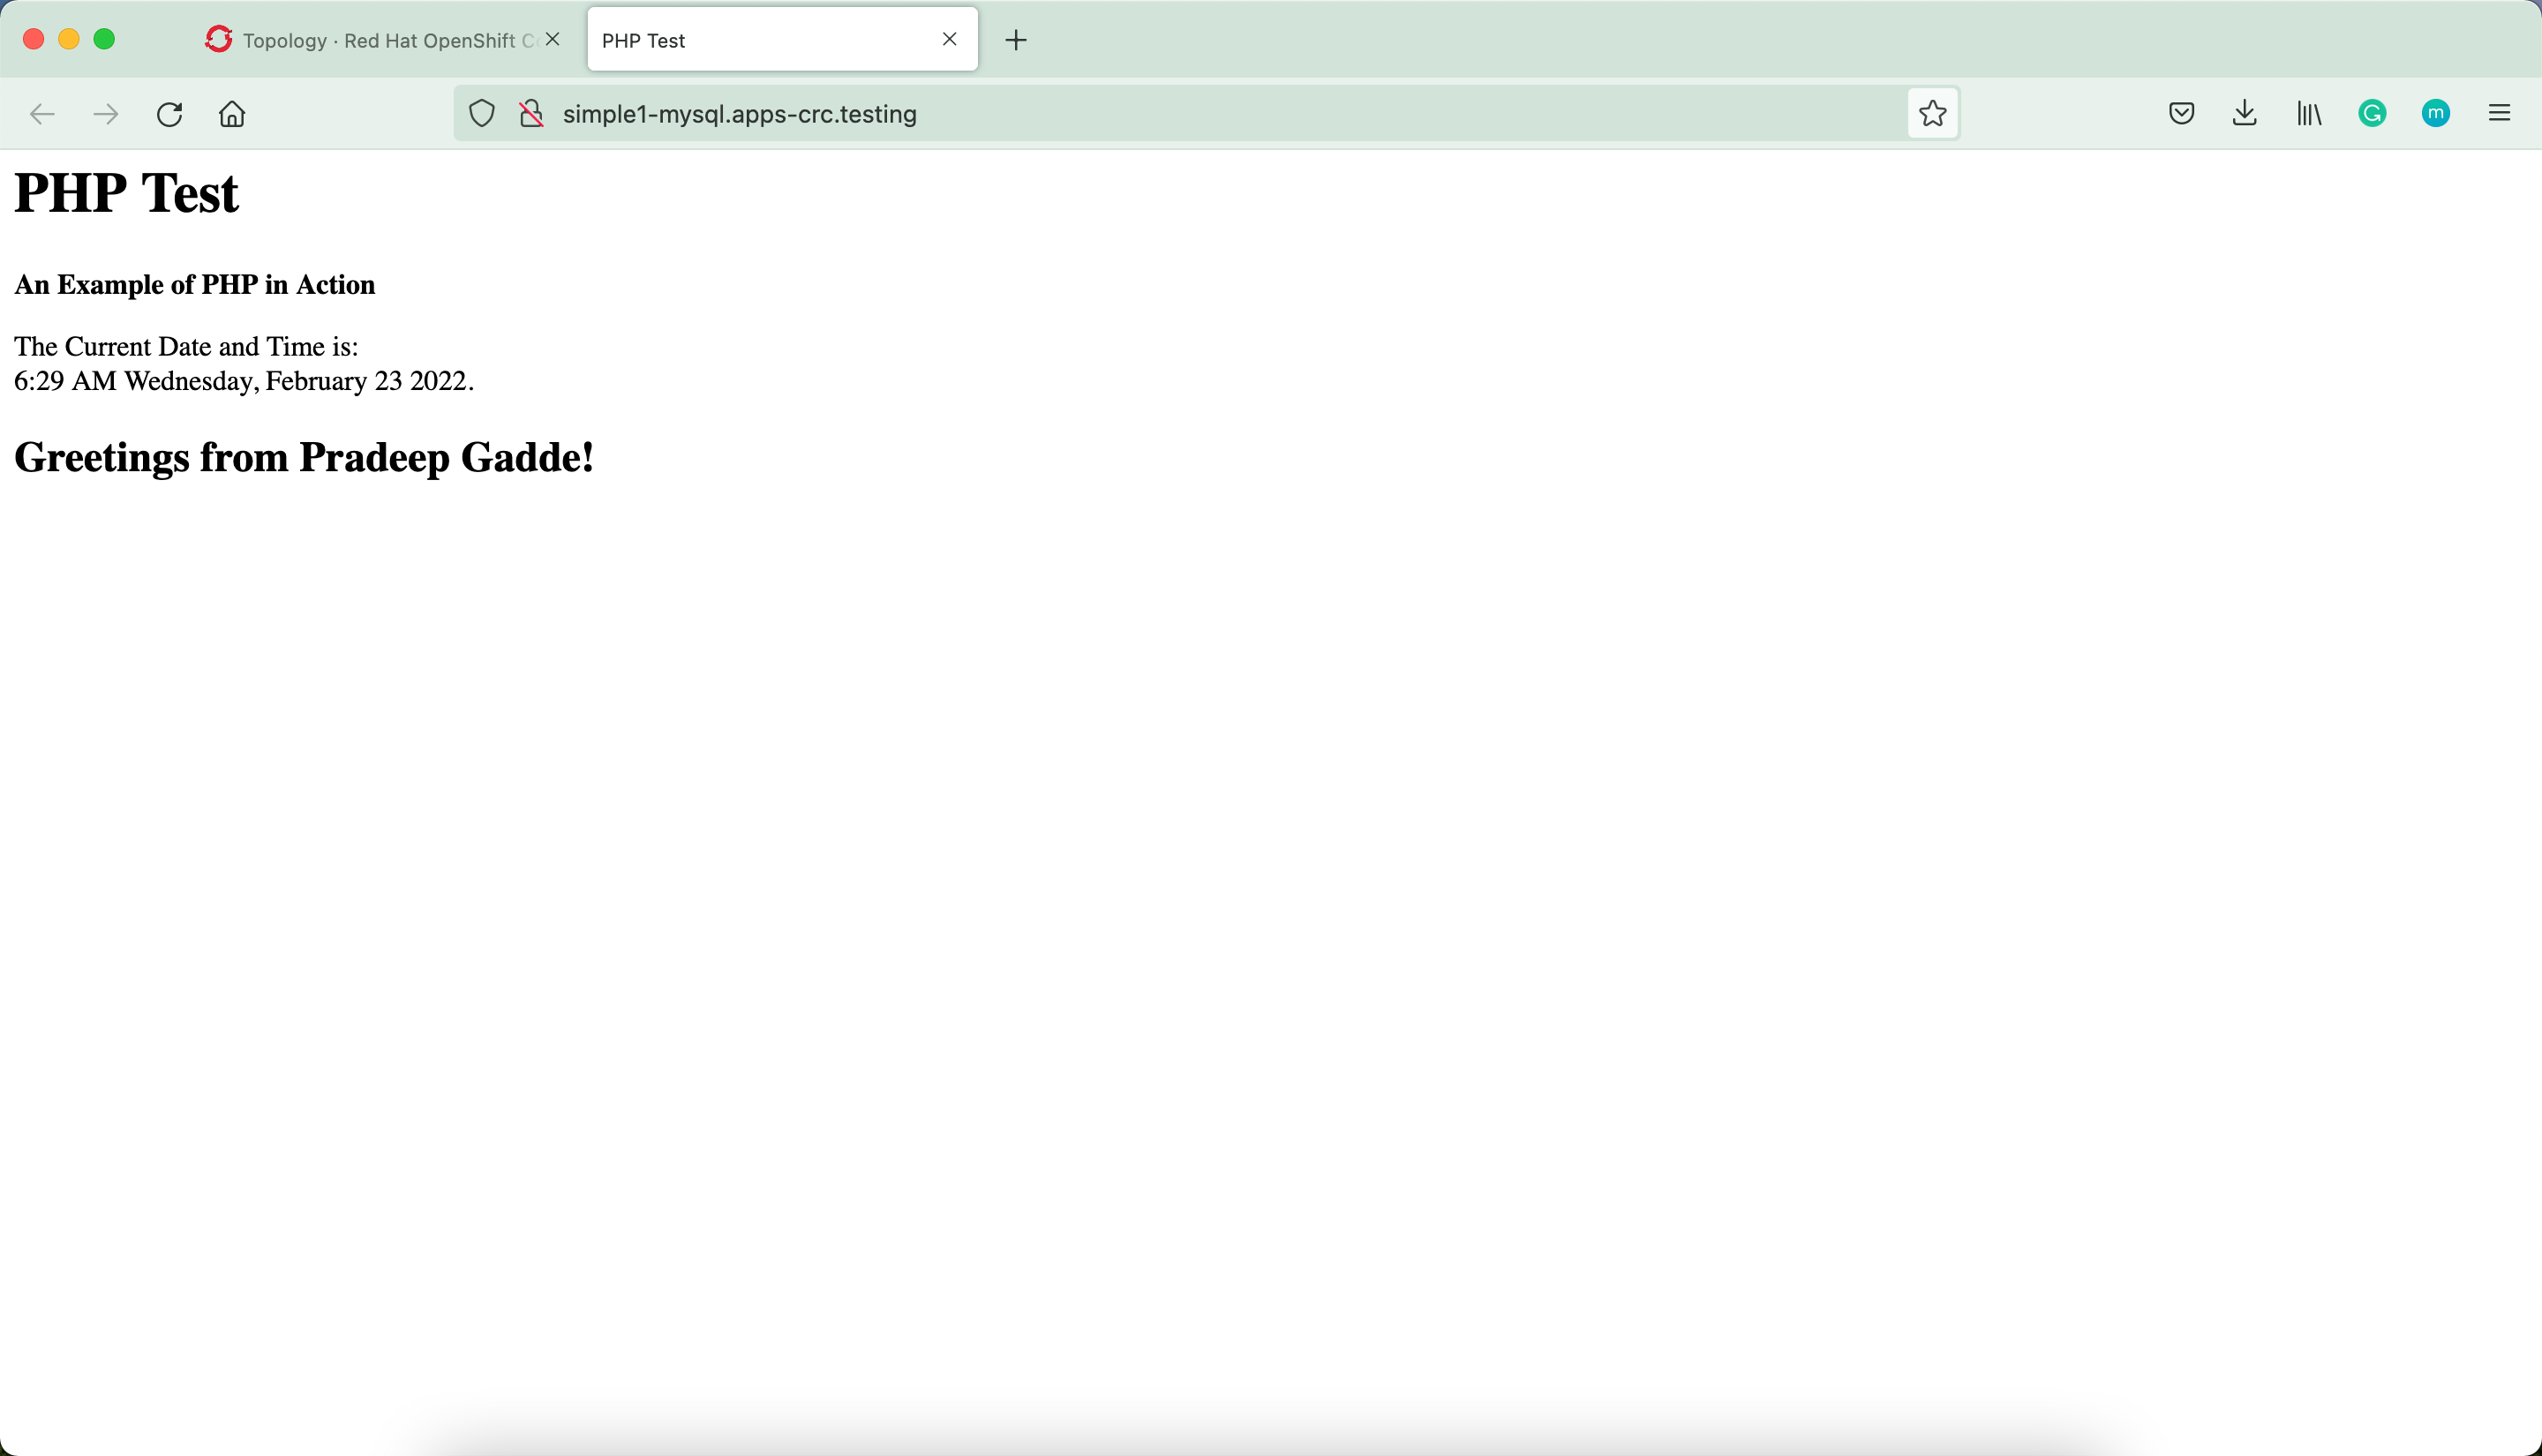 Topology · Red Hat OpenShift
PHP Test
simple1-mysql.apps-crc.testing
m
PHP Test
An Example of PHP in Action
The Current Date and Time is:
6:29 AM Wednesday, February 23 2022.
Greetings from Pradeep Gadde!